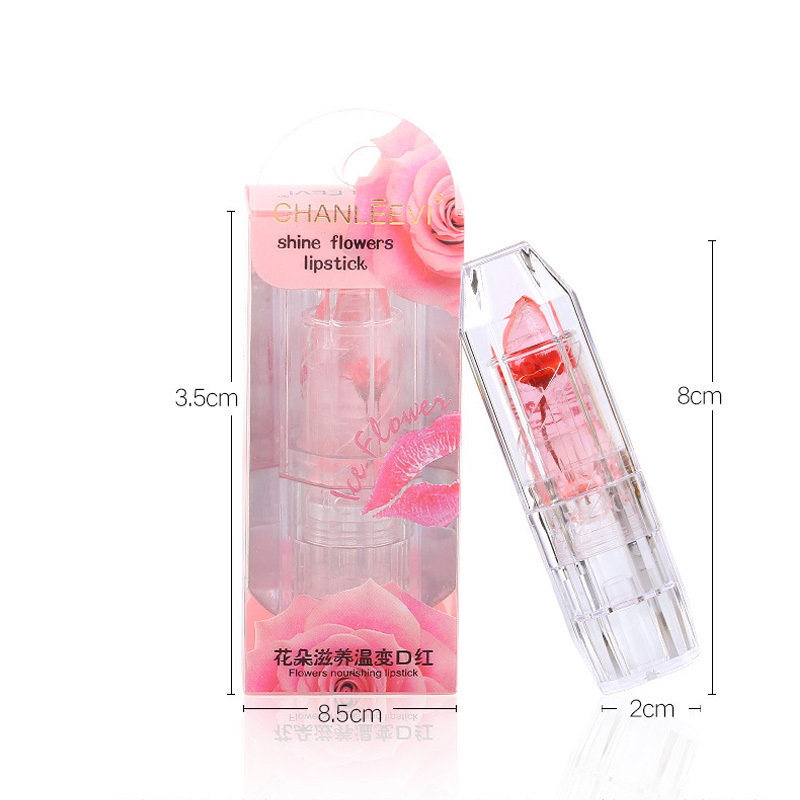 CHANLEEVI
shine flowers
lipstick
Ice Flower
花朵滋养温变口红
Flowers nourishing lipstick
3.5cm
8.5cm
8cm
2cm